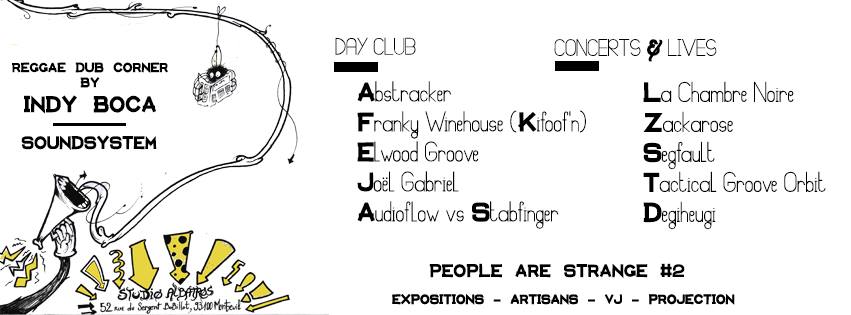 REGGAE DUB CORNER
BY
INDY BOCA
SOUNDSYSTEM
STUDIO ALBATROS
52 rue du Sergent BoBillot, 93100 Montreuil
DAY CLUB
Abstracker
Franky Winehouse (Kifoof'n)
Elwood Groove
Joël Gabriel
Audioflow vs Stabfinger
CONCERTS & LIVES
La Chambre Noire
Zackarose
Segfault
Tactical Groove Orbit
Degiheugi
PEOPLE ARE STRANGE #2
EXPOSITIONS - ARTISANS - VJ - PROJECTION